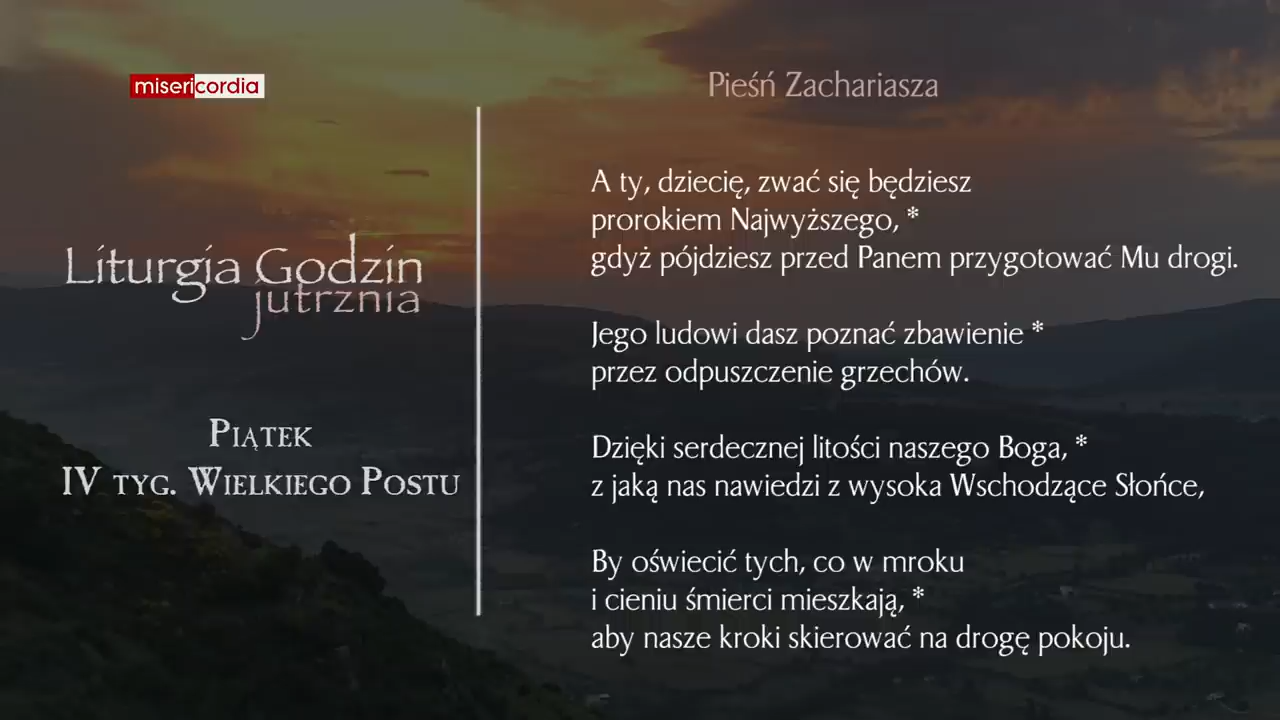 misericordia
Liturgia Godzin
jutrznia
Piątek
IV tyg. Wielkiego Postu
Pieśń Zachariasza
A ty, dziecię, zwać się będziesz
prorokiem Najwyższego, *
gdyż pójdziesz przed Panem przygotować Mu drogi.
Jego ludowi dasz poznać zbawienie *
przez odpuszczenie grzechów.
Dzięki serdecznej litości naszego Boga, *
z jaką nas nawiedzi z wysoka Wschodzące Słońce,
By oświecić tych, co w mroku
i cieniu śmierci mieszkają, *
aby nasze kroki skierować na drogę pokoju.